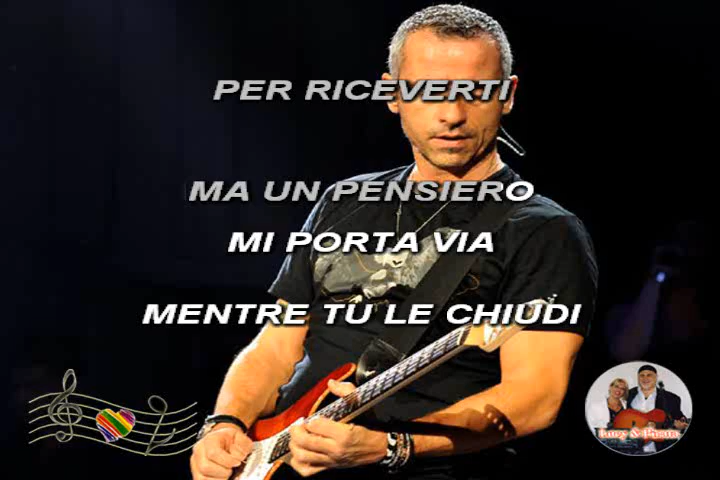 PER RICEVERTI
MA UN PENSIERO
MI PORTA VIA
MENTRE TU LE CHIUDI